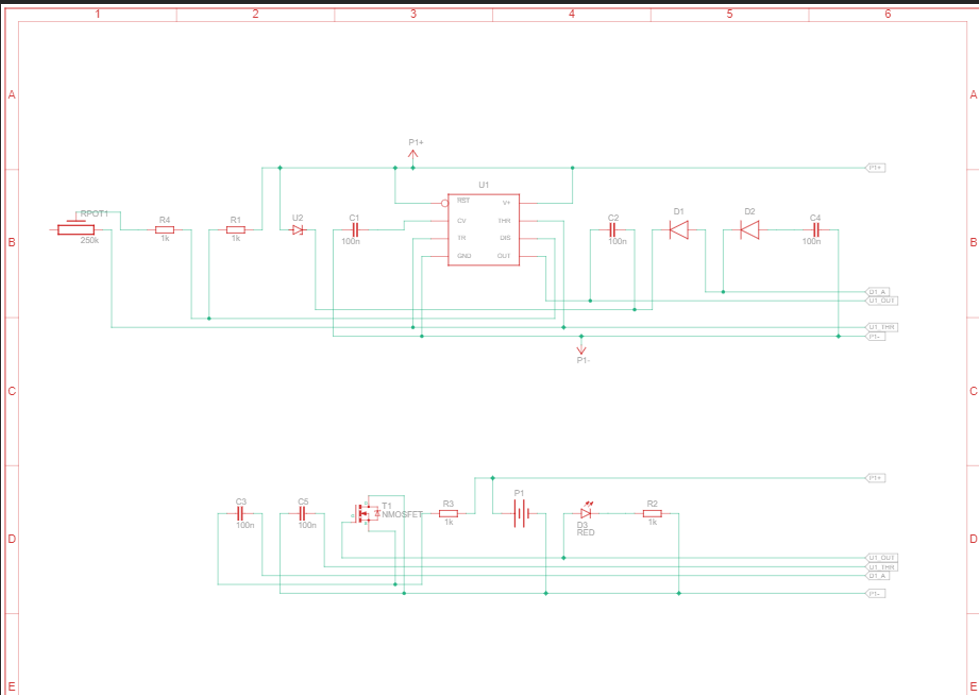 1 2 3 4 5 6
A A
P1+
P1+
U1
RST V+
CV THR
TR DIS
GND OUT
RPOT1
250k
R4
1k
R1
1k
U2
C1
100n
C2
100n
D1
D2
C4
100n
B B
D1_A
U1_OUT
U1_THR
P1-
P1-
C C
P1+
C3
100n
C5
100n
T1
NMOSFET
R3
1k
P1
D3
RED
R2
1k
D D
U1_OUT
U1_THR
D1_A
P1-
E E